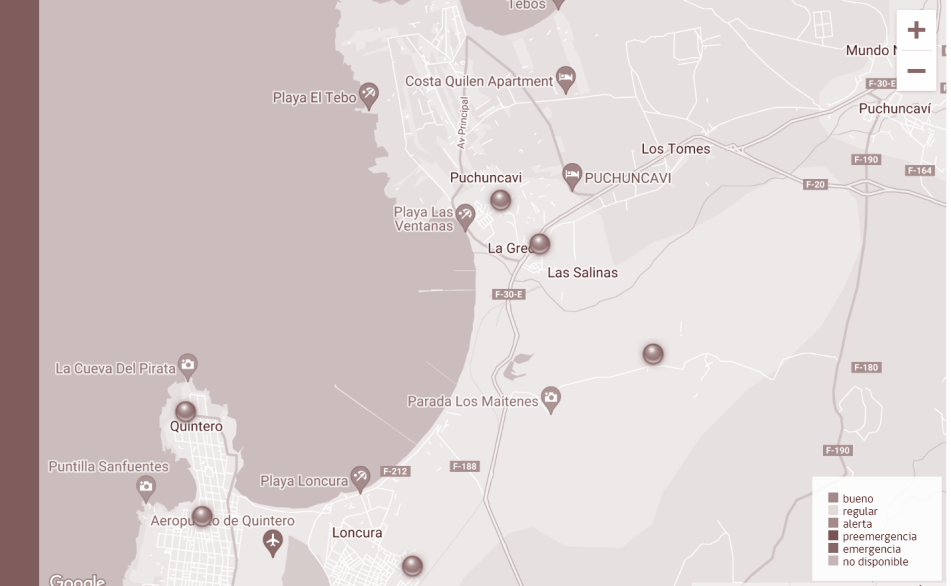 Tebos
Mundo
Costa Quilen Apartment
F-30-E
Playa El Tebo
Puchuncaví
Av Principal
Los Tomes
F-190
F-164
Puchuncavi
PUCHUNCAVI
F-20
Playa Las
Ventanas
La Gre
Las Salinas
F-30-E
La Cueva Del Pirata
F-180
Parada Los Maitenes
Quintero
F-190
Puntilla Sanfuentes
F-212
F-188
Playa Loncura
Aeropu to de Quintero
Loncura
bueno
regular
alerta
preemergencia
emergencia
no disponible
Google